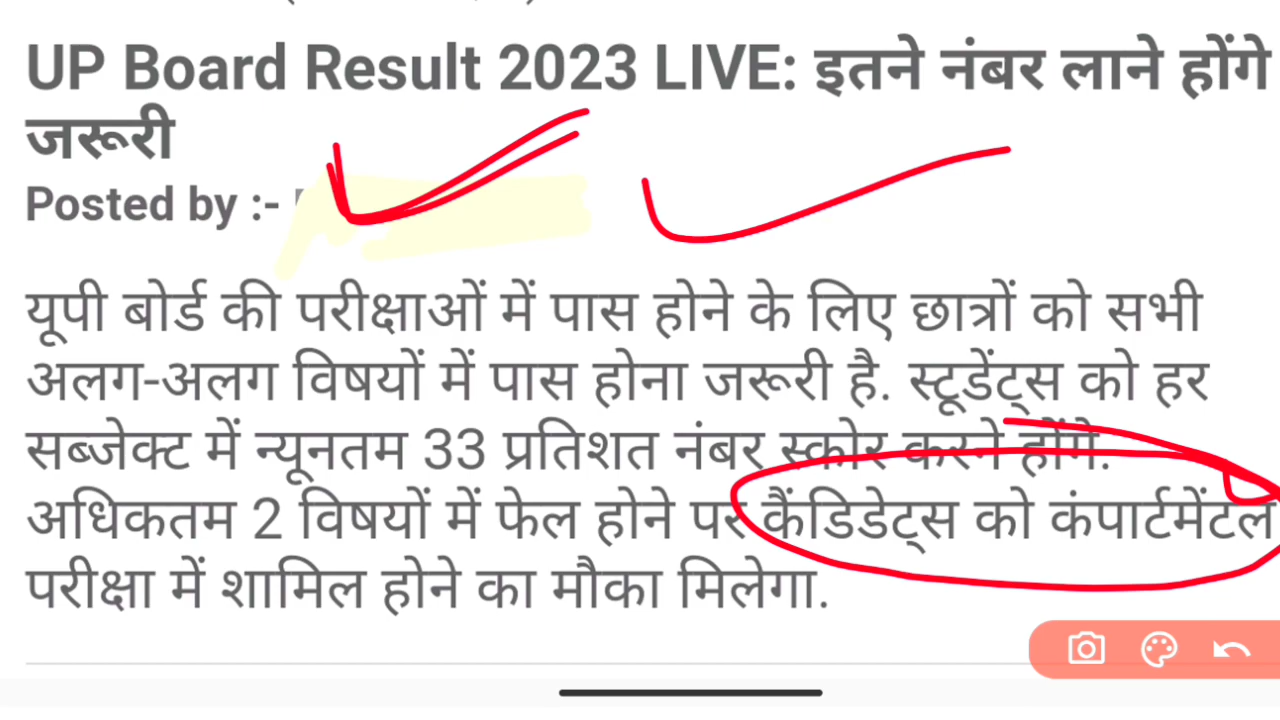 UP Board Result 2023 LIVE: इतने नंबर लाने होंगे
जरूरी
Posted by :-
यूपी बोर्ड की परीक्षाओं में पास होने के लिए छात्रों को सभी
अलग-अलग विषयों में पास होना जरूरी है. स्टूडेंट्स को हर
सब्जेक्ट में न्यूनतम 33 प्रतिशत नंबर स्कोर करने होंगे.
अधिकतम 2 विषयों में फेल होने पर कैंडिडेट्स को कंपार्टमेंटल
परीक्षा में शामिल होने का मौका मिलेगा.